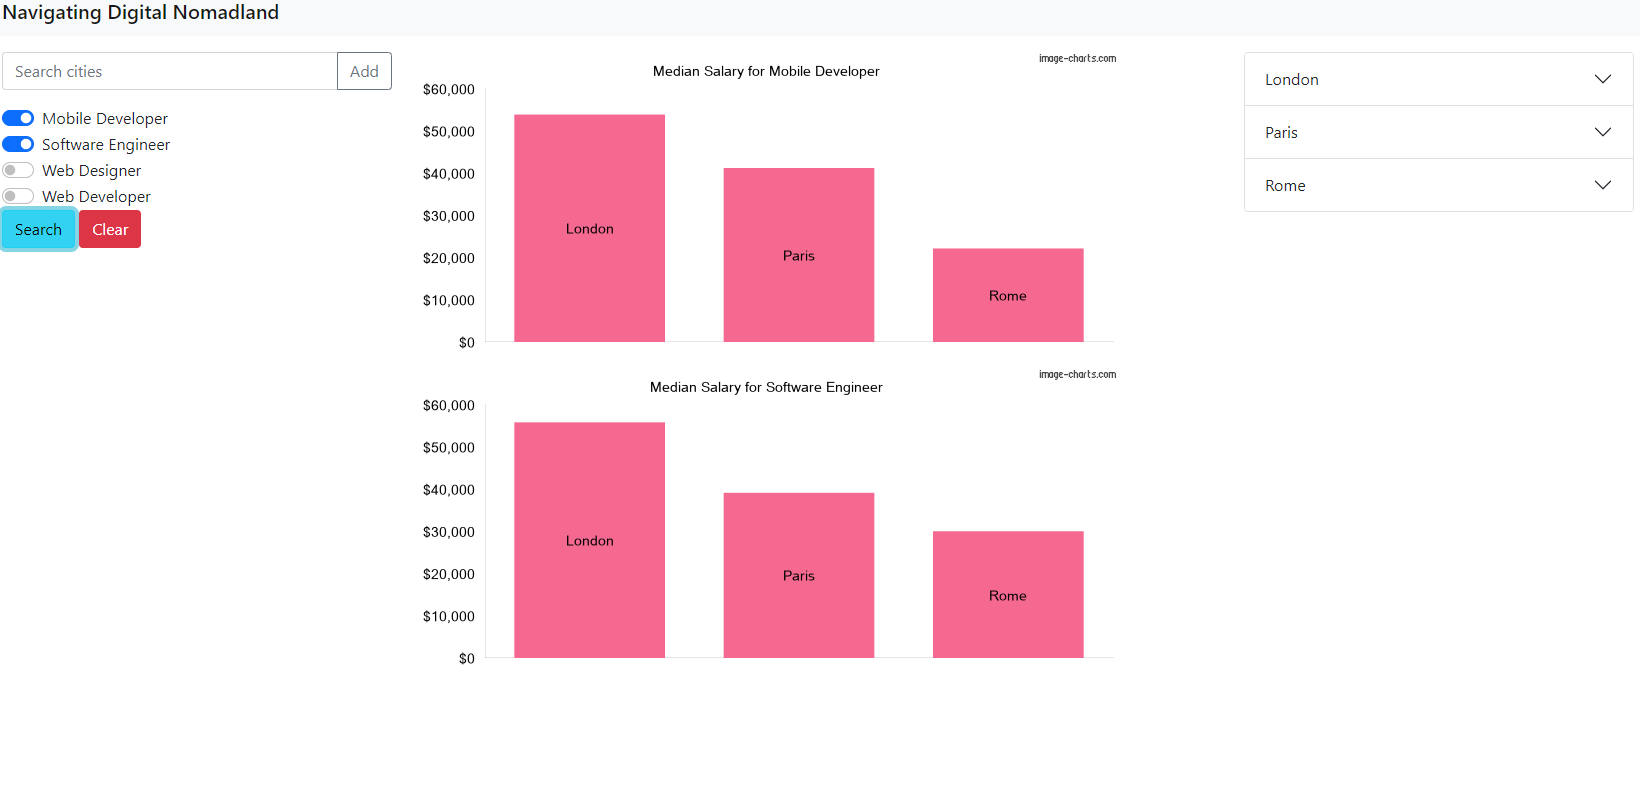 Navigating Digital Nomadland
Search cities
Add
Mobile Developer
Software Engineer
Web Designer
Web Developer
Search
Clear
image-charts.com
Median Salary for Mobile Developer
$60,000
$50,000
$40,000
$30,000
$20,000
$10,000
$0
London
Paris
Rome
image-charts.com
Median Salary for Software Engineer
$60,000
$50,000
$40,000
$30,000
$20,000
$10,000
$0
London
Paris
Rome
London
Paris
Rome